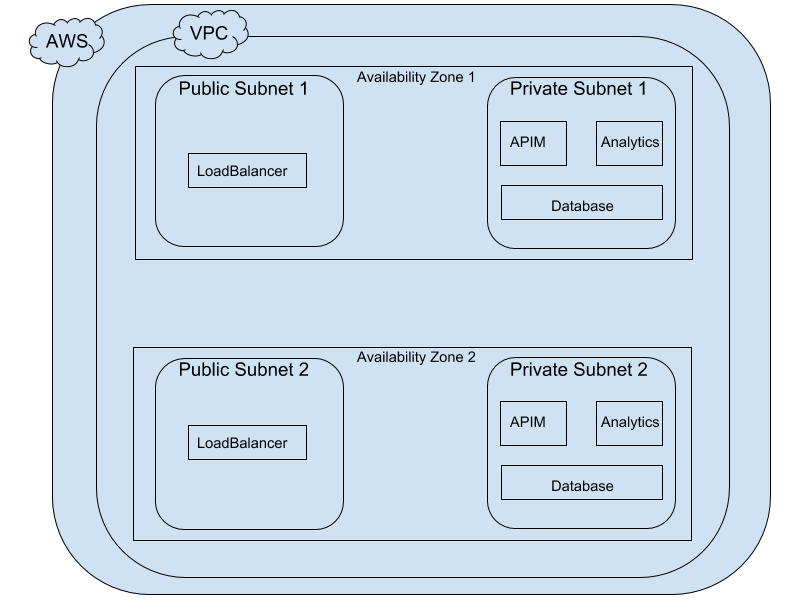 AWS
VPC
Availability Zone 1
Public Subnet 1
Private Subnet 1
APIM
Analytics
LoadBalancer
Database
Availability Zone 2
Public Subnet 2
Private Subnet 2
APIM
Analytics
LoadBalancer
Database